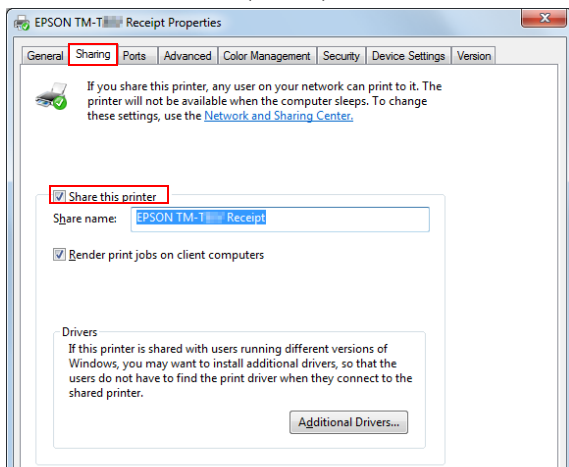 EPSON TM-T Receipt Properties
General Sharing Ports Advanced Color Management Security Device Settings Version
If you share this printer, any user on your network can print to it. The
printer will not be available when the computer sleeps. To change
these settings, use the Network and Sharing Center.
Share this printer
Share name: EPSON TM-T Receipt
Render print jobs on client computers
Drivers
If this printer is shared with users running different versions of
Windows, you may want to install additional drivers, so that the
users do not have to find the print driver when they connect to the
shared printer.
Additional Drivers...